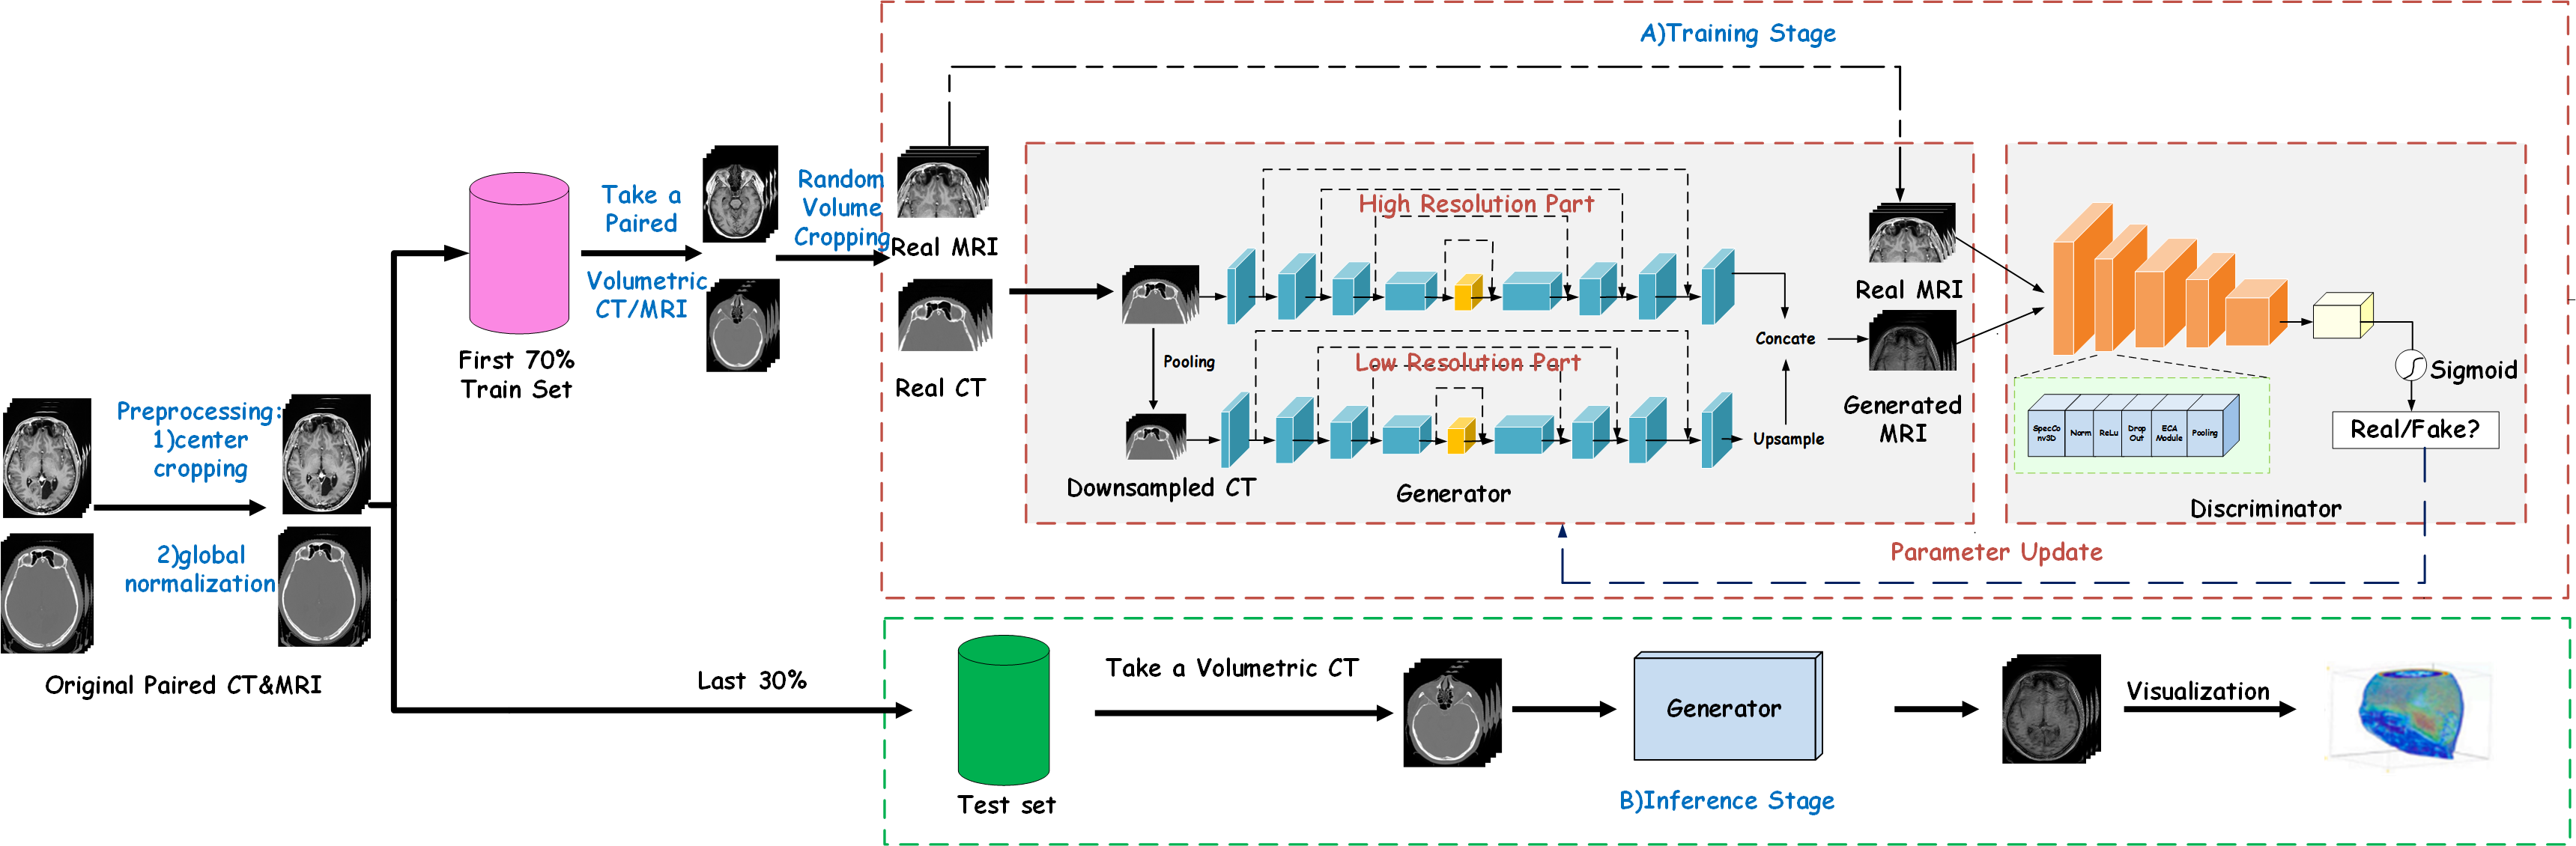 A)Training Stage
Take a
Paired
Volumetric
CT/MRI
Random
Volume
Cropping
Real MRI
Real CT
First 70%
Train Set
Preprocessing:
1)center
cropping
2)global
normalization
Original Paired CT&MRI
High Resolution Part
Pooling
Low Resolution Part
Downsampled CT
Generator
Concate
Upsample
Real MRI
Generated
MRI
SpecCo
nv3D
Norm
ReLu
Drop
Out
ECA
Module
Pooling
Sigmoid
Real/Fake?
Discriminator
Parameter Update
Last 30%
Test set
Take a Volumetric CT
Generator
Visualization
B)Inference Stage